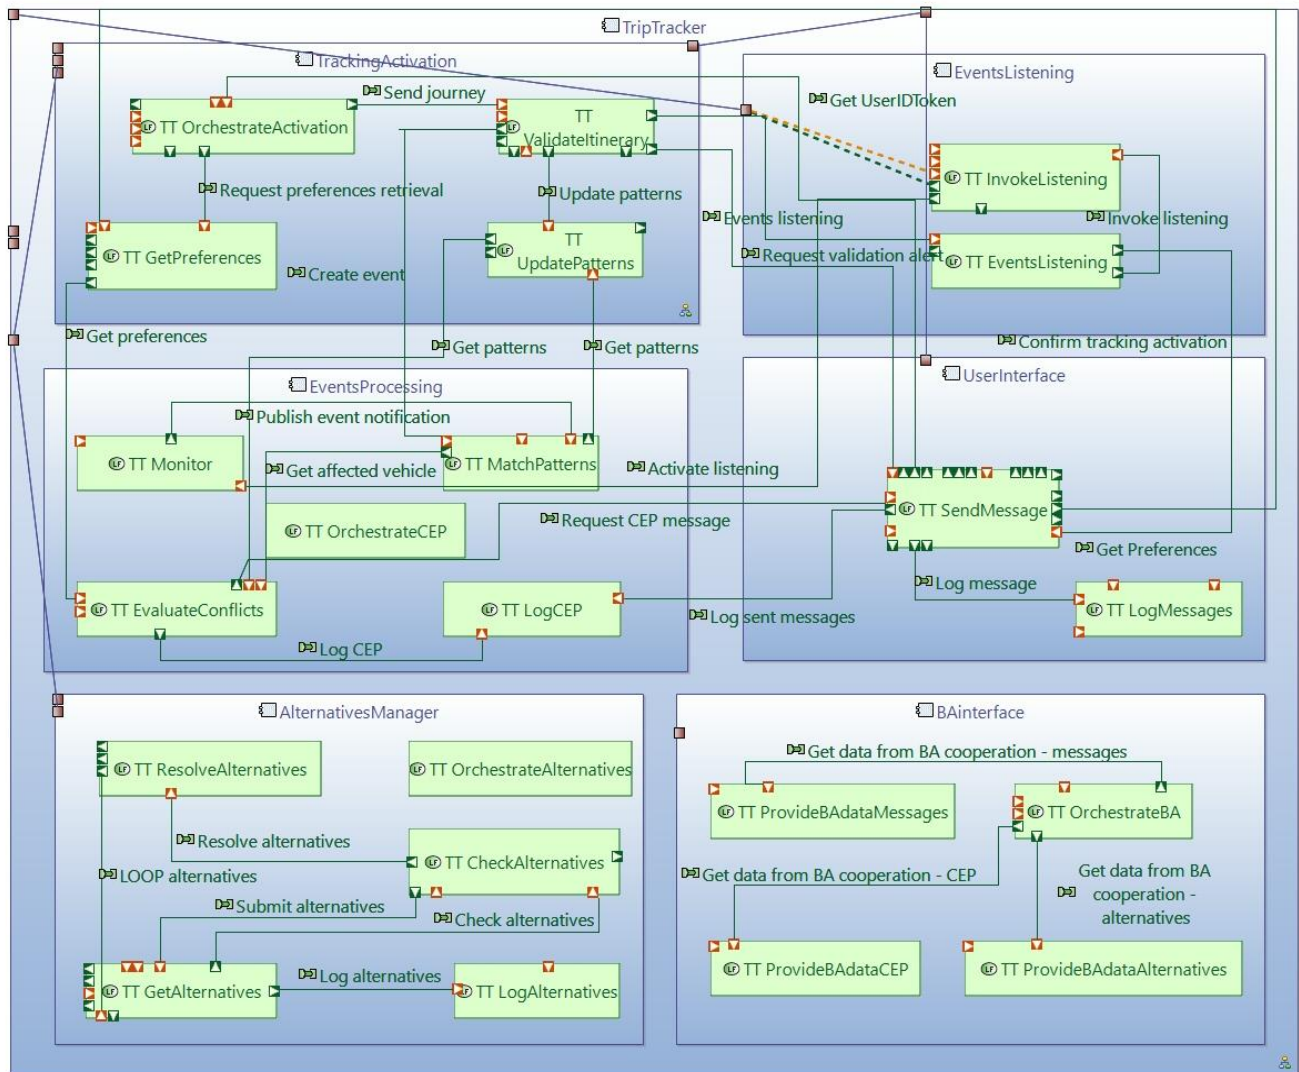 TripTracker
TrackingActivation
EventsListening
Send journey
Get UserIDToken
TT OrchestrateActivation
TT
ValidateItinerary
TT InvokeListening
Request preferences retrieval
Update patterns
Events listening
Invoke listening
TT GetPreferences
TT
UpdatePatterns
Request validation alert
TT EventsListening
Create event
Get preferences
Get patterns
Get patterns
Confirm tracking activation
EventsProcessing
UserInterface
Publish event notification
TT Monitor
Get affected vehicle
TT MatchPatterns
Activate listening
TT OrchestrateCEP
Request CEP message
TT SendMessage
Get Preferences
Log message
TT EvaluateConflicts
TT LogCEP
Log sent messages
TT LogMessages
Log CEP
AlternativesManager
BAinterface
Get data from BA cooperation - messages
TT ResolveAlternatives
TT OrchestrateAlternatives
TT ProvideBAdataMessages
TT OrchestrateBA
Resolve alternatives
TT CheckAlternatives
LOOP alternatives
Get data from BA cooperation - CEP
Get data from BA
cooperation -
alternatives
Submit alternatives
Check alternatives
Log alternatives
TT GetAlternatives
TT LogAlternatives
TT ProvideBAdataCEP
TT ProvideBAdataAlternatives